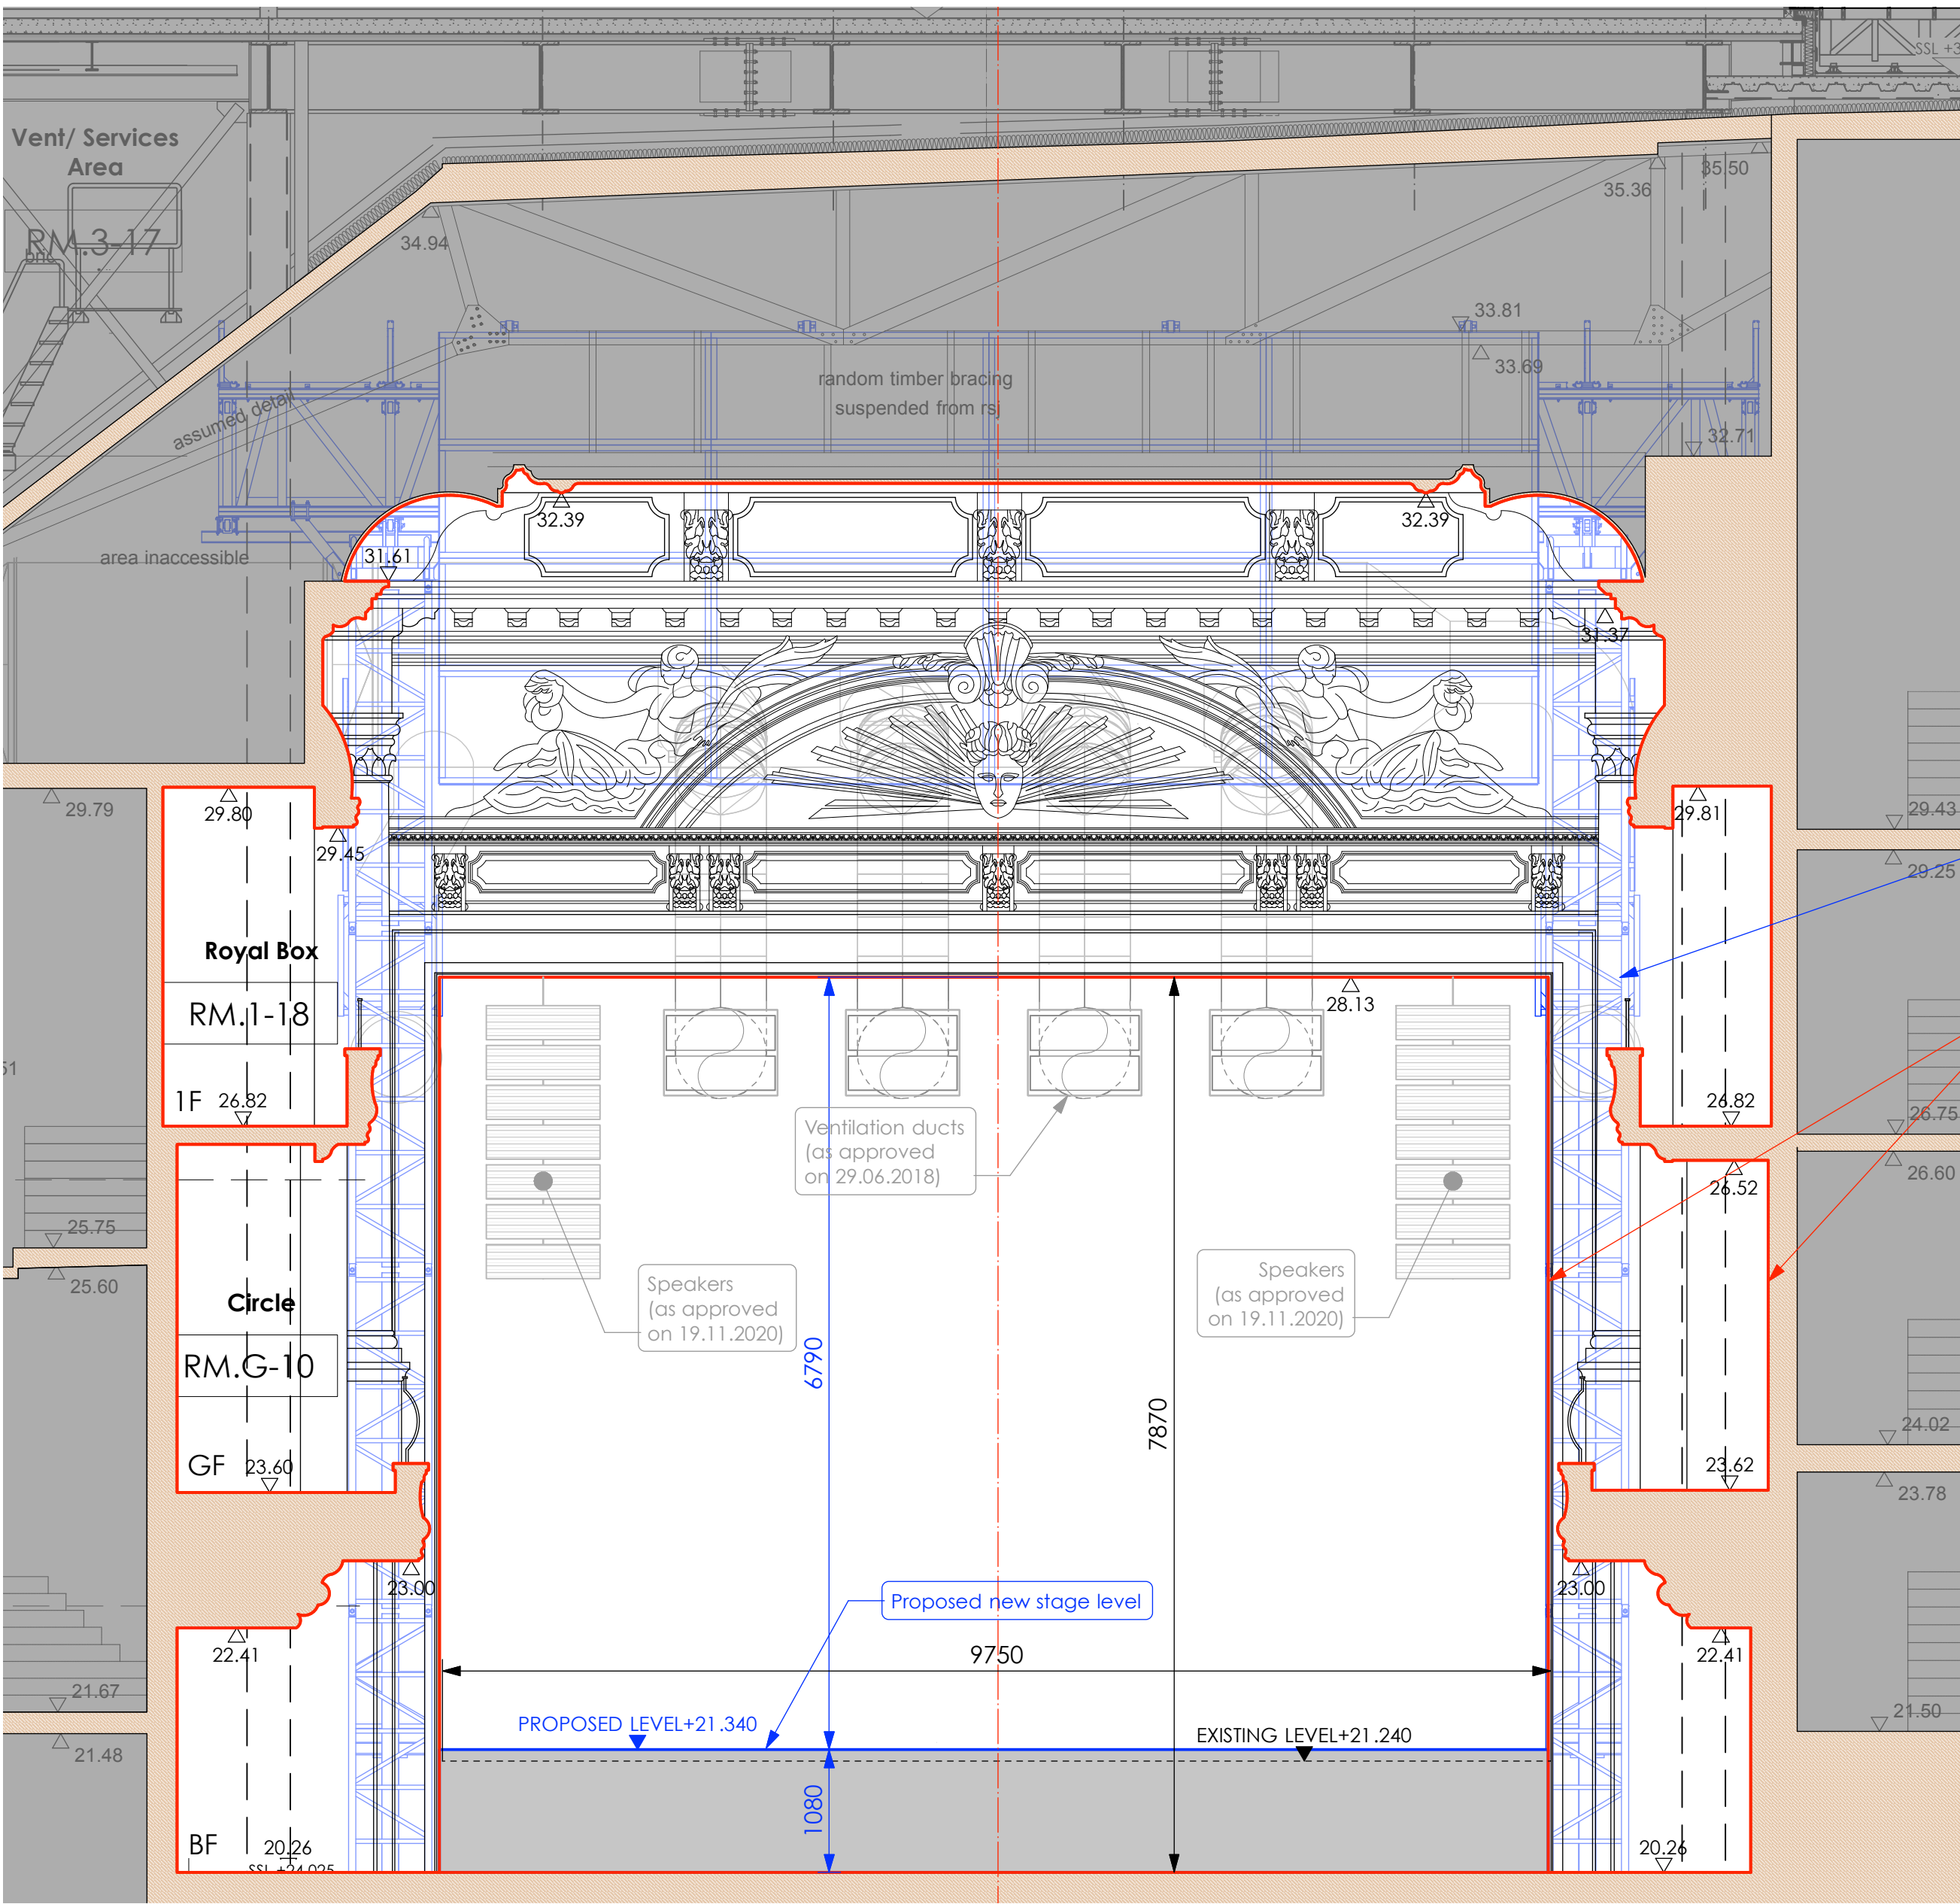 SSL +3
Vent/ Services
Area
35.50
35.36
RM.3-17
34.94
33.81
33.69
random timber bracing
suspended from rsj
assumed detail
32.71
32.39
32.39
area inaccessible
31.61
31.37
29.79
29.80
29.81
29.43
29.45
29.25
Royal Box
RM.1-18
28.13
51
1F
26.82
26.82
26.75
Ventilation ducts
(as approved
on 29.06.2018)
26.60
26.52
25.75
25.60
Speakers
(as approved
on 19.11.2020)
Speakers
(as approved
on 19.11.2020)
Circle
RM.G-10
6790
7870
24.02
GF
23.60
23.62
23.78
23.00
23.00
Proposed new stage level
22.41
22.41
9750
21.67
21.50
PROPOSED LEVEL+21.340
EXISTING LEVEL+21.240
21.48
1080
BF
20.26
20.26
SSL +24.025